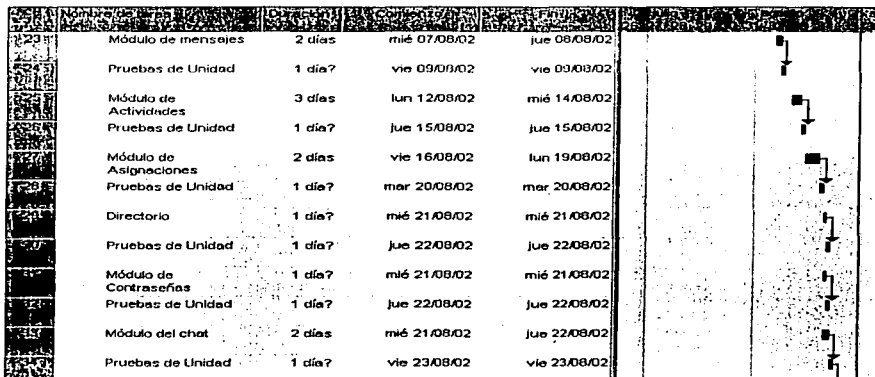 23 Módulo de mensajes 2 días mié 07/08/02 jue 08/08/02
Pruebas de Unidad 1 día? vie 09/08/02 vie 09/08/02
Módulo de
Actividades 3 días lun 12/08/02 mié 14/08/02
Pruebas de Unidad 1 día? jue 15/08/02 jue 15/08/02
Módulo de
Asignaciones 2 días vie 16/08/02 lun 19/08/02
Pruebas de Unidad 1 día? mar 20/08/02 mar 20/08/02
Directorio 1 día? mié 21/08/02 mié 21/08/02
Pruebas de Unidad 1 día? jue 22/08/02 jue 22/08/02
Módulo de
Contraseñas 1 día? mié 21/08/02 mié 21/08/02
Pruebas de Unidad 1 día? jue 22/08/02 jue 22/08/02
Módulo del chat 2 días mié 21/08/02 jue 22/08/02
Pruebas de Unidad 1 día? vie 23/08/02 vie 23/08/02